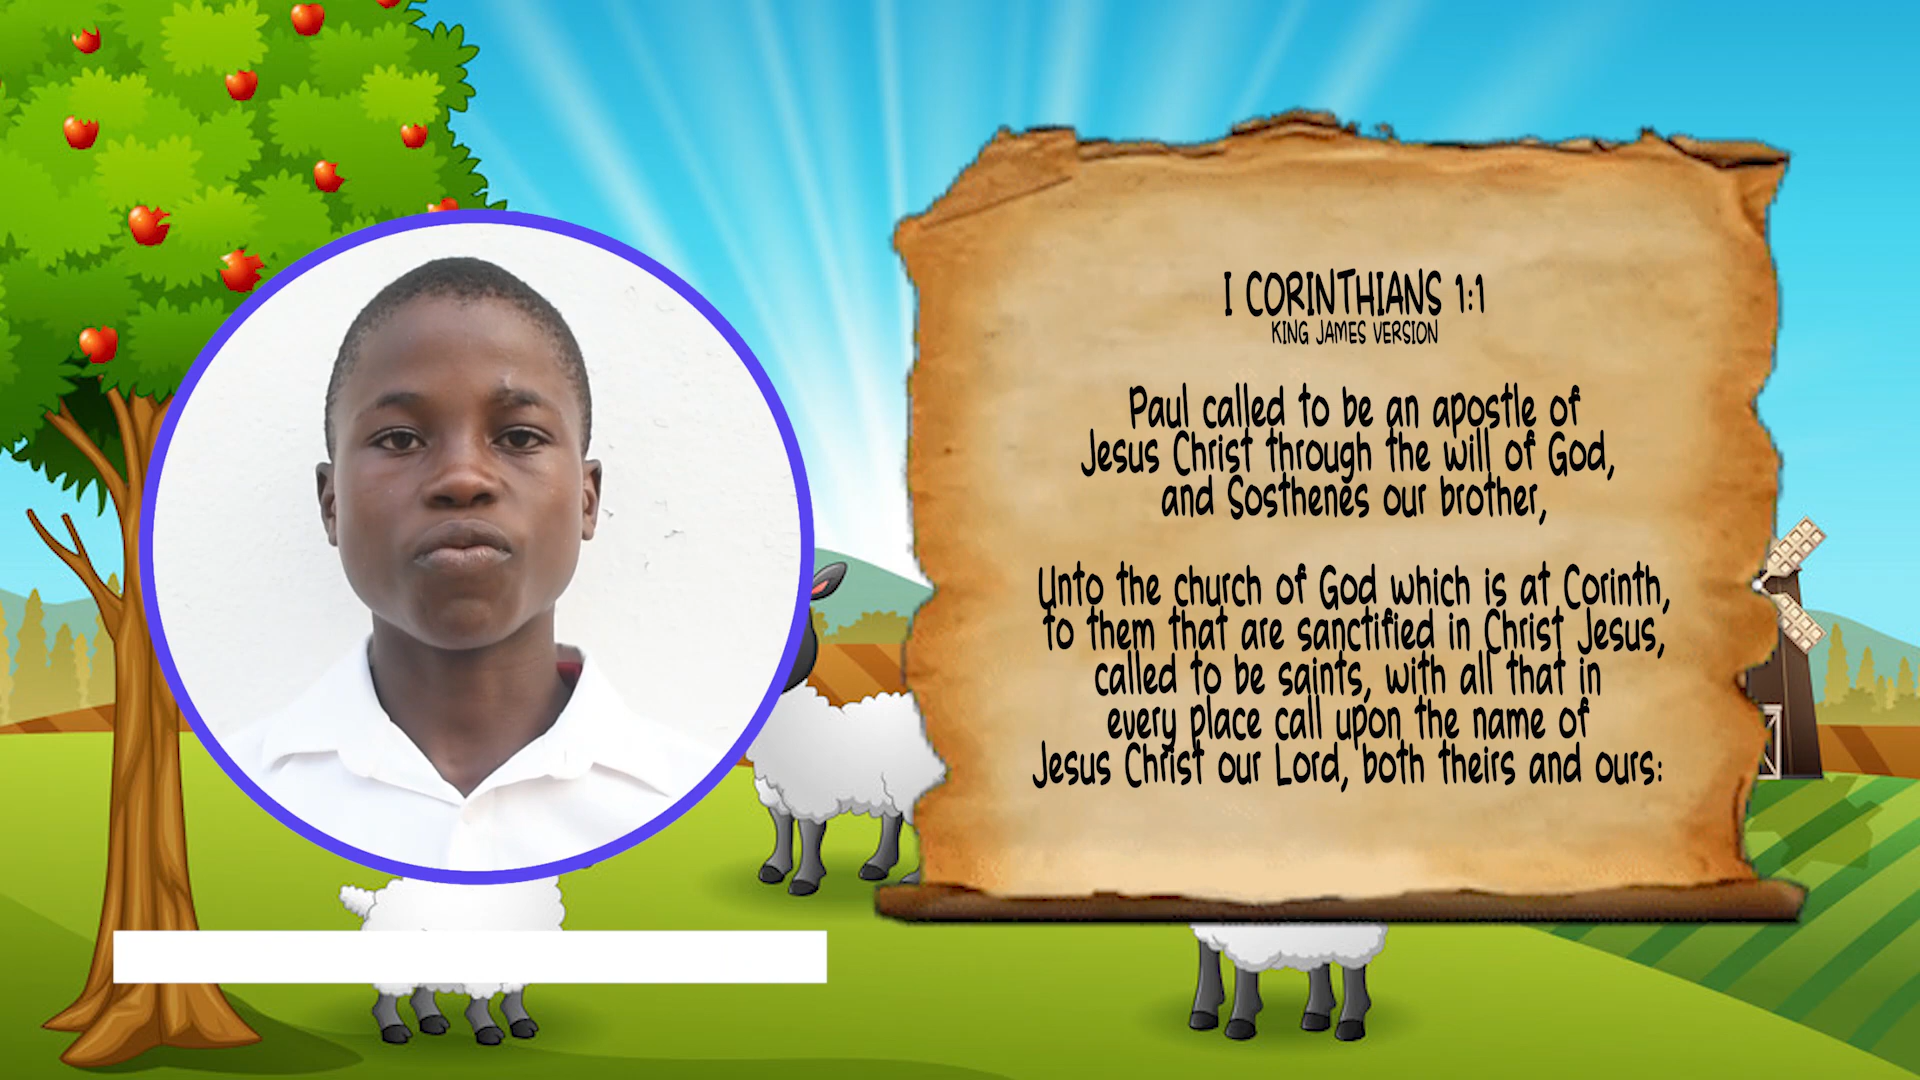 I CORINTHIANS 1:1
KING JAMES VERSION
Paul called to be an apostle of
Jesus Christ through the will of God,
and Sosthenes our brother,
Unto the church of God which is at Corinth,
to them that are sanctified in Christ Jesus,
called to be saints, with all that in
every place call upon the name of
Jesus Christ our Lord, both theirs and ours: